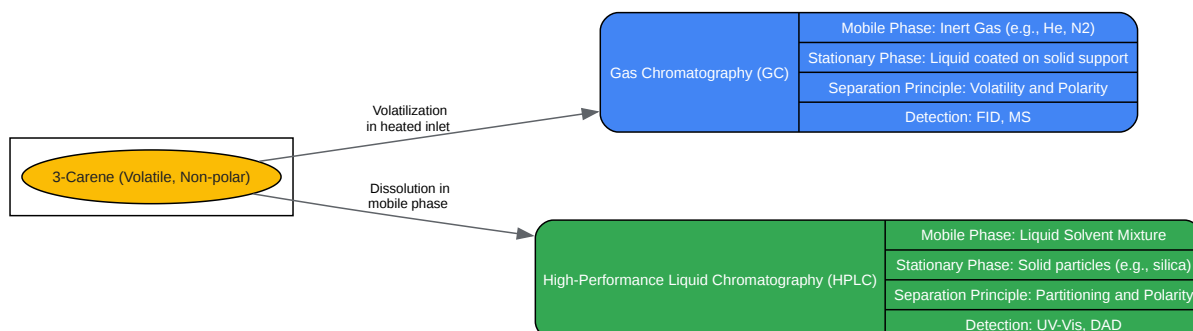 3-Carene (Volatile, Non-polar)
Volatilization
in heated inlet
Dissolution in
mobile phase
Gas Chromatography (GC)
Mobile Phase: Inert Gas (e.g., He, N2)
Stationary Phase: Liquid coated on solid support
Separation Principle: Volatility and Polarity
Detection: FID, MS
High-Performance Liquid Chromatography (HPLC)
Mobile Phase: Liquid Solvent Mixture
Stationary Phase: Solid particles (e.g., silica)
Separation Principle: Partitioning and Polarity
Detection: UV-Vis, DAD